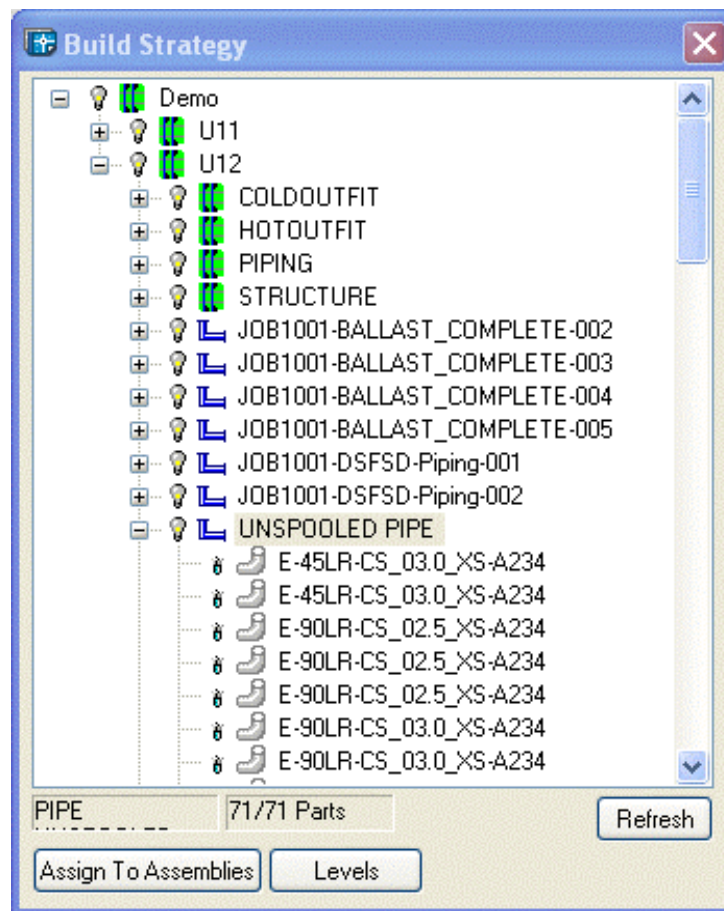 Build Strategy
Demo
U11
U12
COLDOUTFIT
HOTOUTFIT
PIPING
STRUCTURE
JOB1001-BALLAST_COMPLETE-002
JOB1001-BALLAST_COMPLETE-003
JOB1001-BALLAST_COMPLETE-004
JOB1001-BALLAST_COMPLETE-005
JOB1001-DSFSD-Piping-001
JOB1001-DSFSD-Piping-002
UNSPOOLED PIPE
E-45LR-CS_03.0_XS-A234
E-45LR-CS_03.0_XS-A234
E-90LR-CS_02.5_XS-A234
E-90LR-CS_02.5_XS-A234
E-90LR-CS_02.5_XS-A234
E-90LR-CS_03.0_XS-A234
E-90LR-CS_03.0_XS-A234
PIPE 71/71 Parts Refresh
Assign To Assemblies Levels